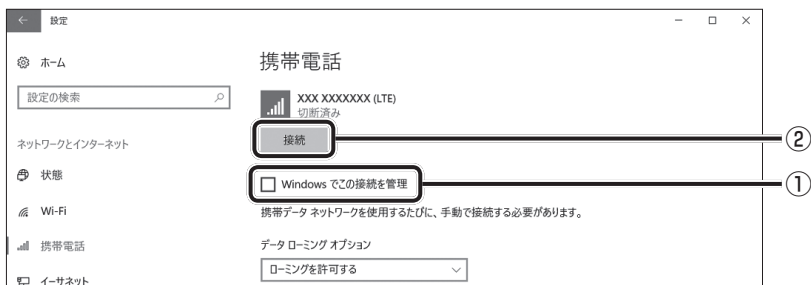 設定
ホーム
設定の検索
ネットワークとインターネット
状態
Wi-Fi
携帯電話
イーサネット
携帯電話
XXX XXXXXXX (LTE)
切断済み
接続
②
Windows でこの接続を管理
①
携帯データ ネットワークを使用するたびに、手動で接続する必要があります。
データ ローミング オプション
ローミングを許可する